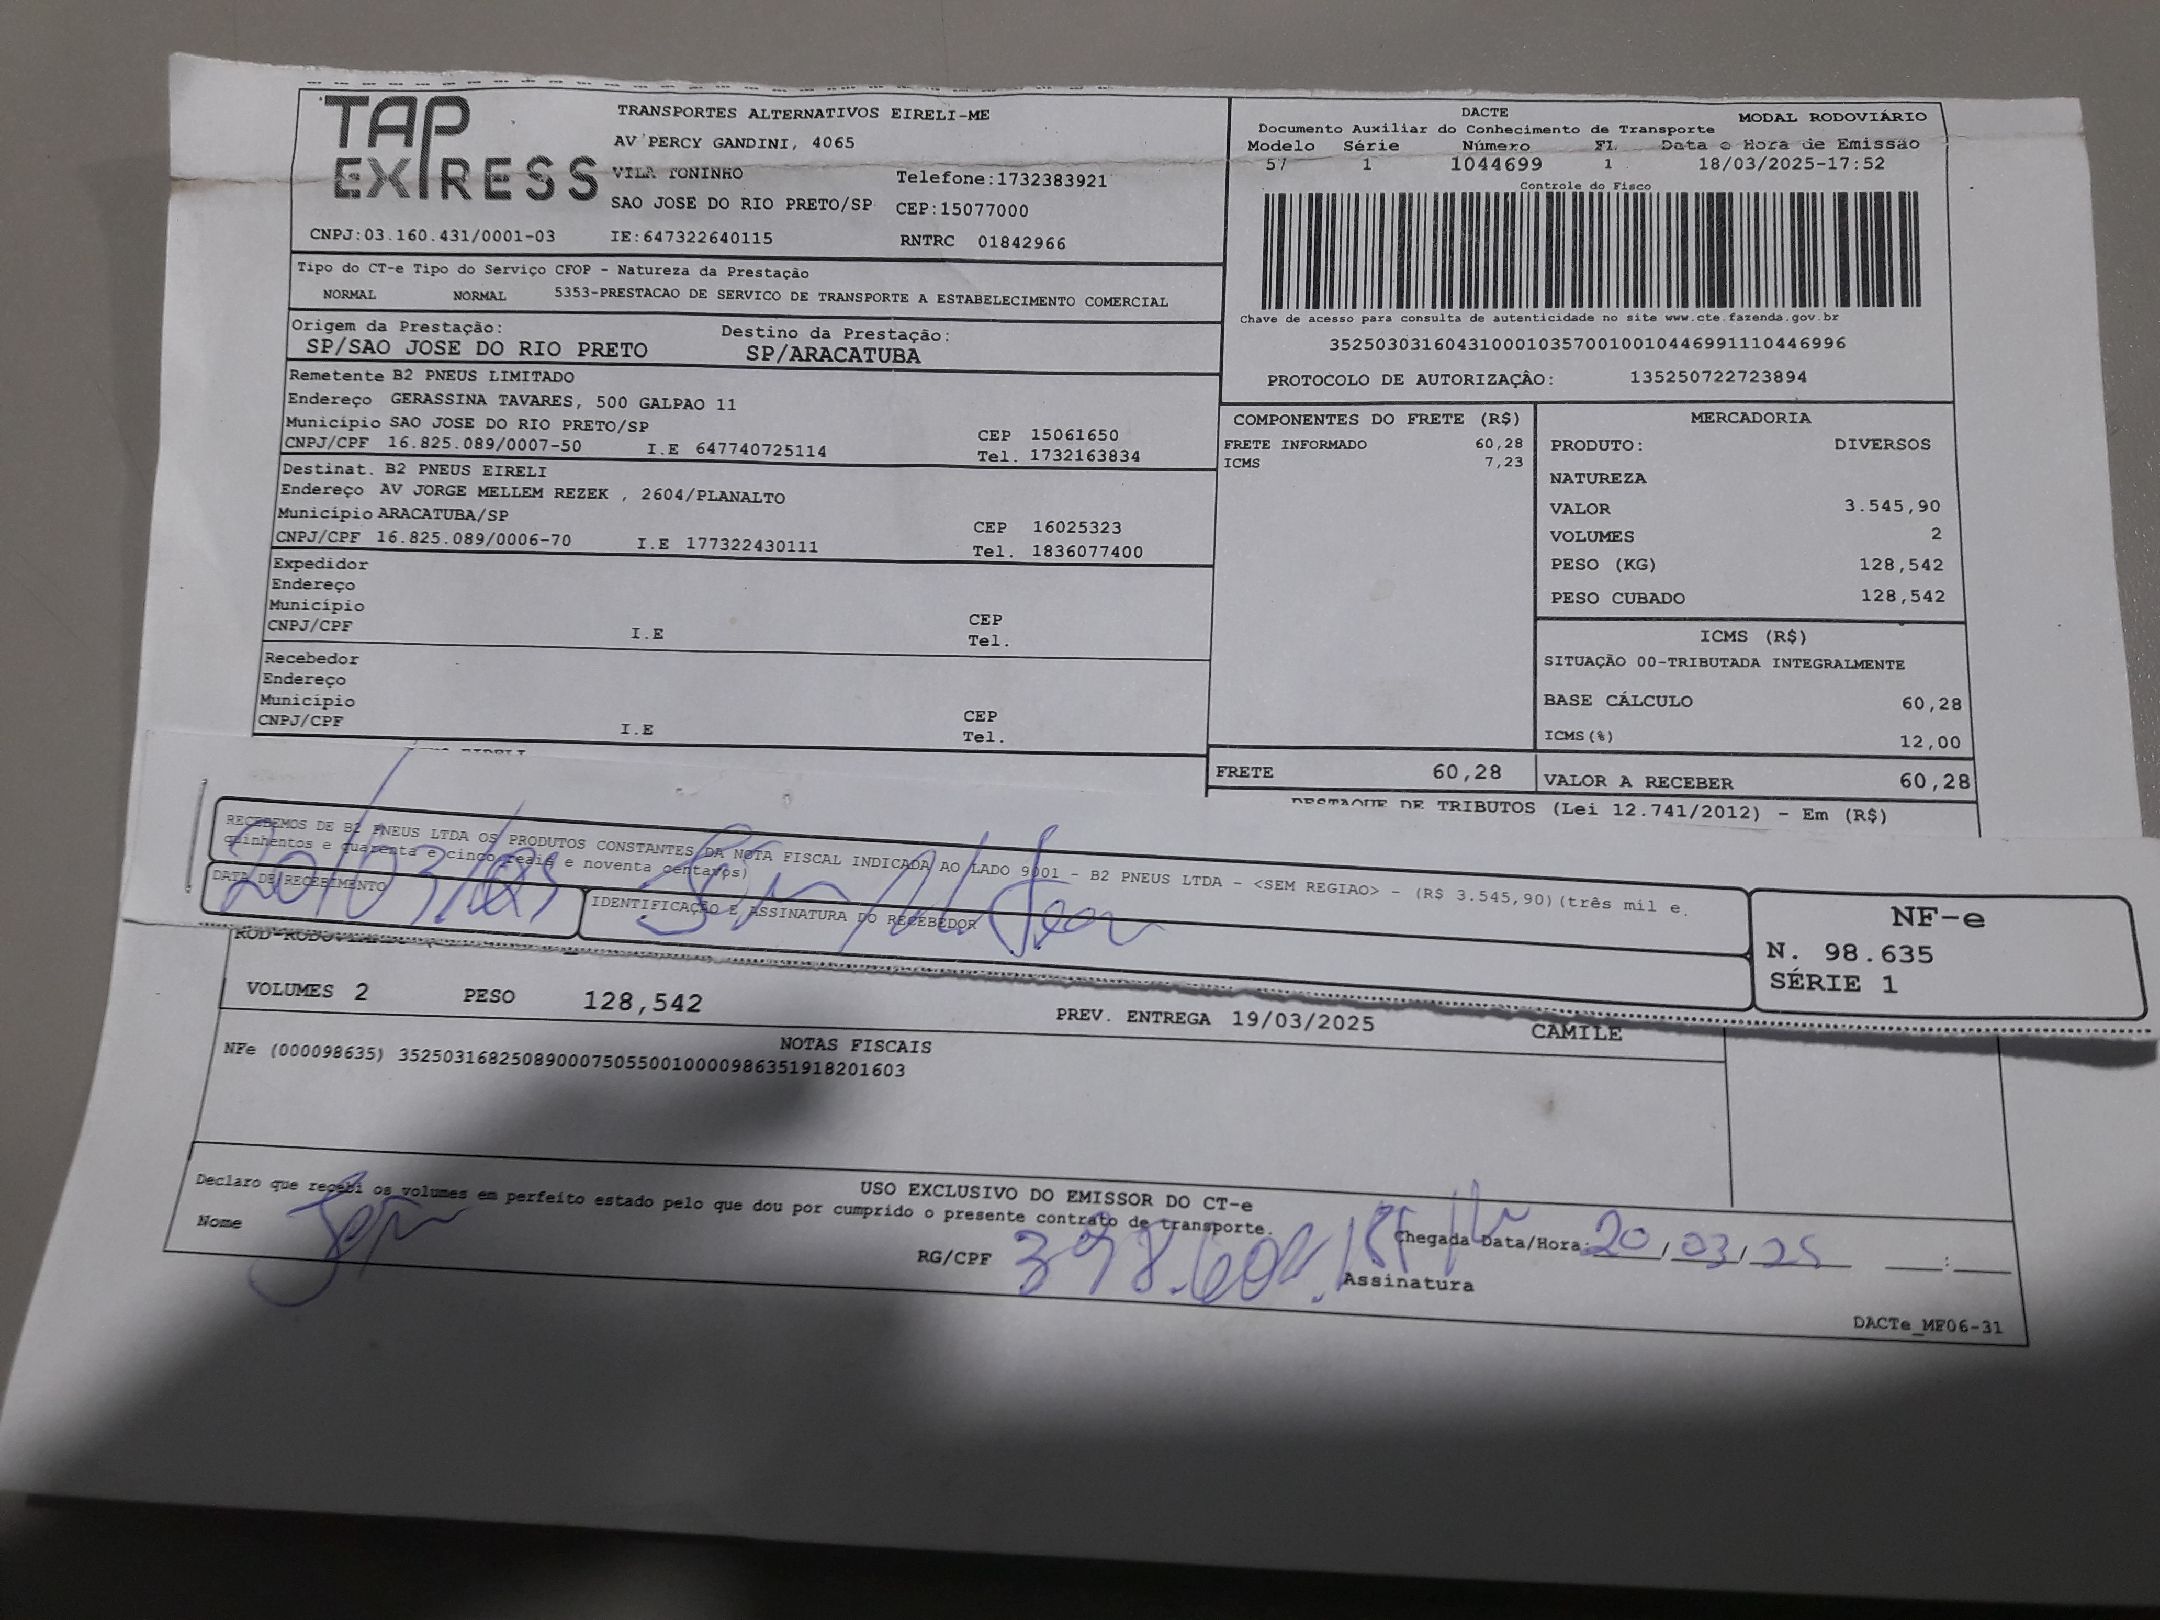 TAP
EXPRESS
TRANSPORTES ALTERNATIVOS EIRELI-ME
AV PERCY GANDINI, 4065
VILA TONINHO
Telefone:1732383921
SAO JOSE DO RIO PRETO/SP CEP:15077000
CNPJ:03.160.431/0001-03 IE:647322640115 RNTRC 01842966
DACTE MODAL RODOVIÁRIO
Documento Auxiliar do Conhecimento de Transporte
Modelo Série Número FL Data e Hora de Emissão
57 1 1044699 1 18/03/2025-17:52
Controle do Fisco
Chave de acesso para consulta de autenticidade no site www.cte.fazenda.gov.br
35250303160431000103570010010446991110446996
PROTOCOLO DE AUTORIZAÇÃO: 135250722723894
Tipo do CT-e Tipo do Serviço CFOP - Natureza da Prestação
NORMAL NORMAL 5353-PRESTACAO DE SERVICO DE TRANSPORTE A ESTABELECIMENTO COMERCIAL
Origem da Prestação: Destino da Prestação:
SP/SAO JOSE DO RIO PRETO SP/ARACATUBA
Remetente B2 PNEUS LIMITADO
Endereço GERASSINA TAVARES, 500 GALPAO 11
Município SAO JOSE DO RIO PRETO/SP CEP 15061650
CNPJ/CPF 16.825.089/0007-50 I.E 647740725114 Tel. 1732163834
Destinat. B2 PNEUS EIRELI
Endereço AV JORGE MELLEM REZEK , 2604/PLANALTO
Município ARACATUBA/SP CEP 16025323
CNPJ/CPF 16.825.089/0006-70 I.E 177322430111 Tel. 1836077400
Expedidor
Endereço
Município CEP
CNPJ/CPF I.E Tel.
Recebedor
Endereço
Município CEP
CNPJ/CPF I.E Tel.
COMPONENTES DO FRETE (R$)
FRETE INFORMADO 60,28
ICMS 7,23
MERCADORIA
PRODUTO: DIVERSOS
NATUREZA
VALOR 3.545,90
VOLUMES 2
PESO (KG) 128,542
PESO CUBADO 128,542
ICMS (R$)
SITUAÇÃO 00-TRIBUTADA INTEGRALMENTE
BASE CÁLCULO 60,28
ICMS(%) 12,00
FRETE 60,28 VALOR A RECEBER 60,28
DESTAQUE DE TRIBUTOS (Lei 12.741/2012) - Em (R$)
RECEBEMOS DE B2 PNEUS LTDA OS PRODUTOS CONSTANTES DA NOTA FISCAL INDICADA AO LADO 9001 - B2 PNEUS LTDA - <SEM REGIAO> - (R$ 3.545,90)(três mil e
quinhentos e quarenta e cinco reais e noventa centavos)
DATA DE RECEBIMENTO IDENTIFICAÇÃO E ASSINATURA DO RECEBEDOR
20/03/25
NF-e
N. 98.635
SÉRIE 1
VOLUMES 2 PESO 128,542 PREV. ENTREGA 19/03/2025 CAMILE
NOTAS FISCAIS
NFe (000098635) 35250316825089000750550010000986351918201603
USO EXCLUSIVO DO EMISSOR DO CT-e
Declaro que recebi os volumes em perfeito estado pelo que dou por cumprido o presente contrato de transporte.
Nome RG/CPF Assinatura
Chegada Data/Hora: 20/03/25 :
DACTe_MF06-31